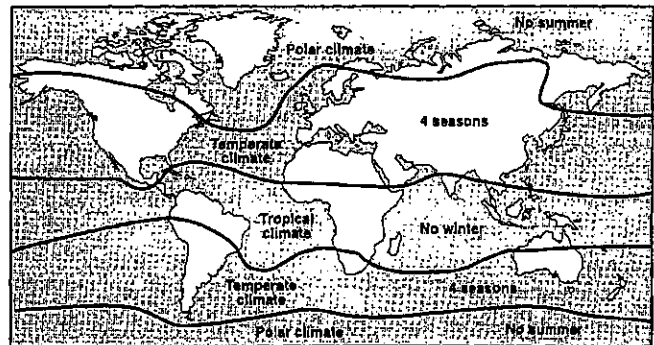 No summer
Polar climate
4 seasons
Temperate
climate
Tropical
climate
No winter
Temperate
climate
4 seasons
Polar climate
No summer